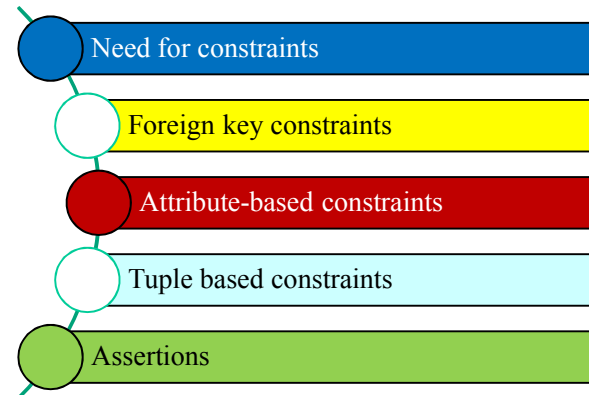 Need for constraints
Foreign key constraints
Attribute-based constraints
Tuple based constraints
Assertions